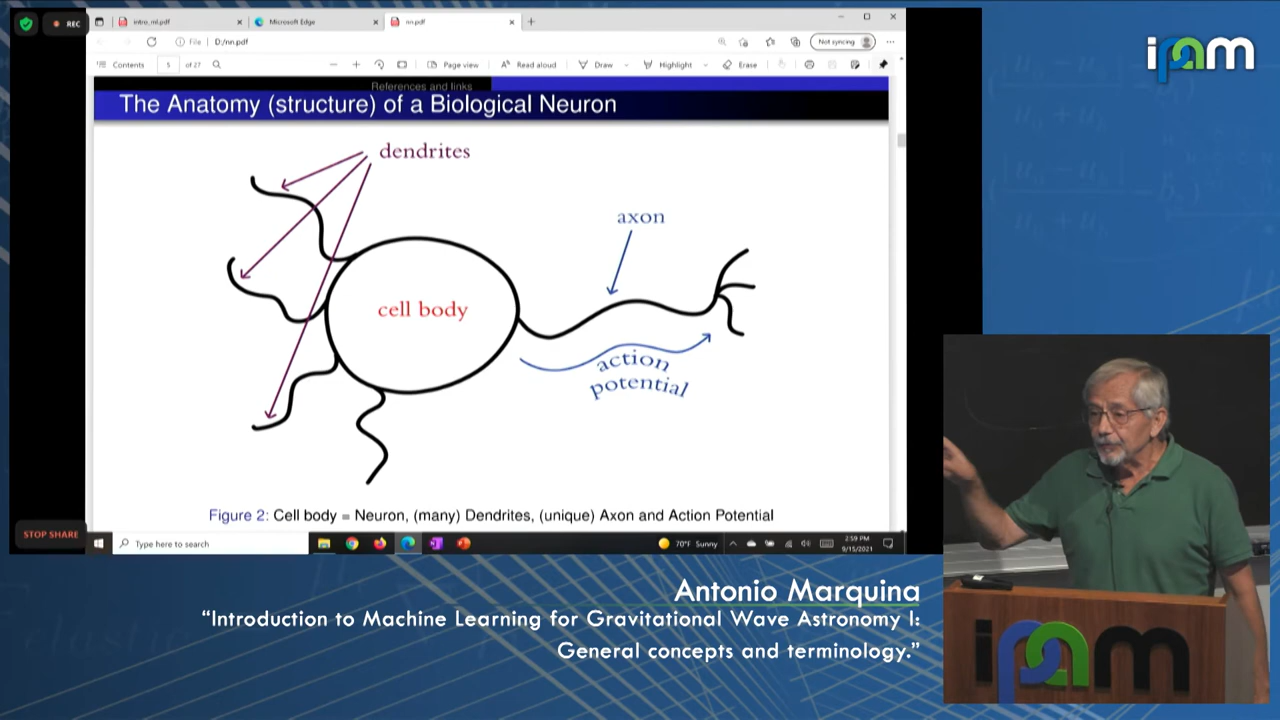 REC
intro_ml.pdf
Microsoft Edge
nn.pdf
File
D:/nn.pdf
Not syncing
Contents
5
of 27
Page view
Read aloud
Draw
Highlight
Erase
References and links
The Anatomy (structure) of a Biological Neuron
dendrites
axon
cell body
action
potential
Figure 2: Cell body = Neuron, (many) Dendrites, (unique) Axon and Action Potential
STOP SHARE
Type here to search
70°F Sunny
2:59 PM
9/15/2021
ipam
ipam
Antonio Marquina
“Introduction to Machine Learning for Gravitational Wave Astronomy I:
General concepts and terminology.”